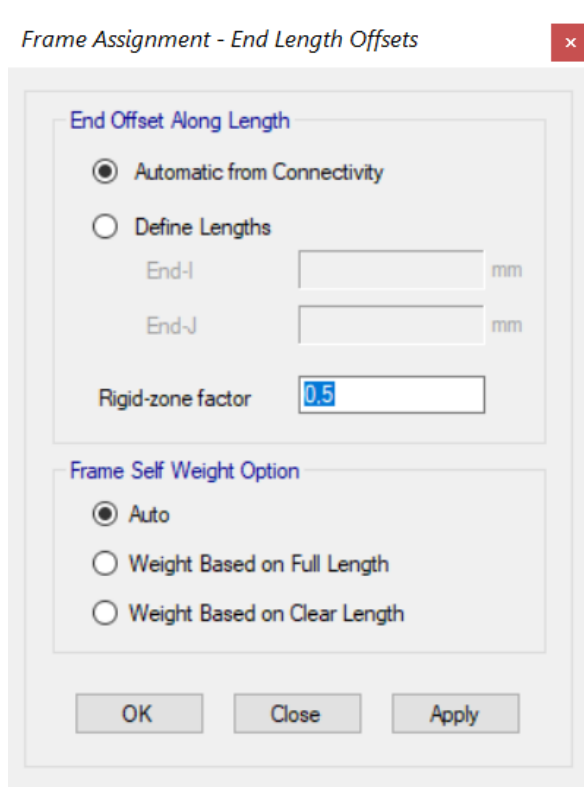 Frame Assignment - End Length Offsets
x
End Offset Along Length
Automatic from Connectivity
Define Lengths
End-I mm
End-J mm
Rigid-zone factor 0.5
Frame Self Weight Option
Auto
Weight Based on Full Length
Weight Based on Clear Length
OK Close Apply